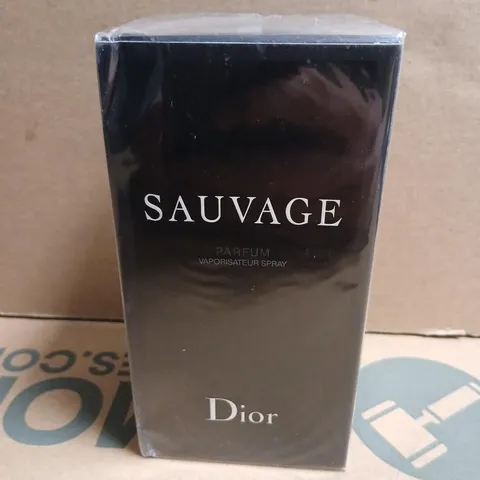 SAUVAGE
PARFUM
VAPORISATEUR SPRAY
Dior